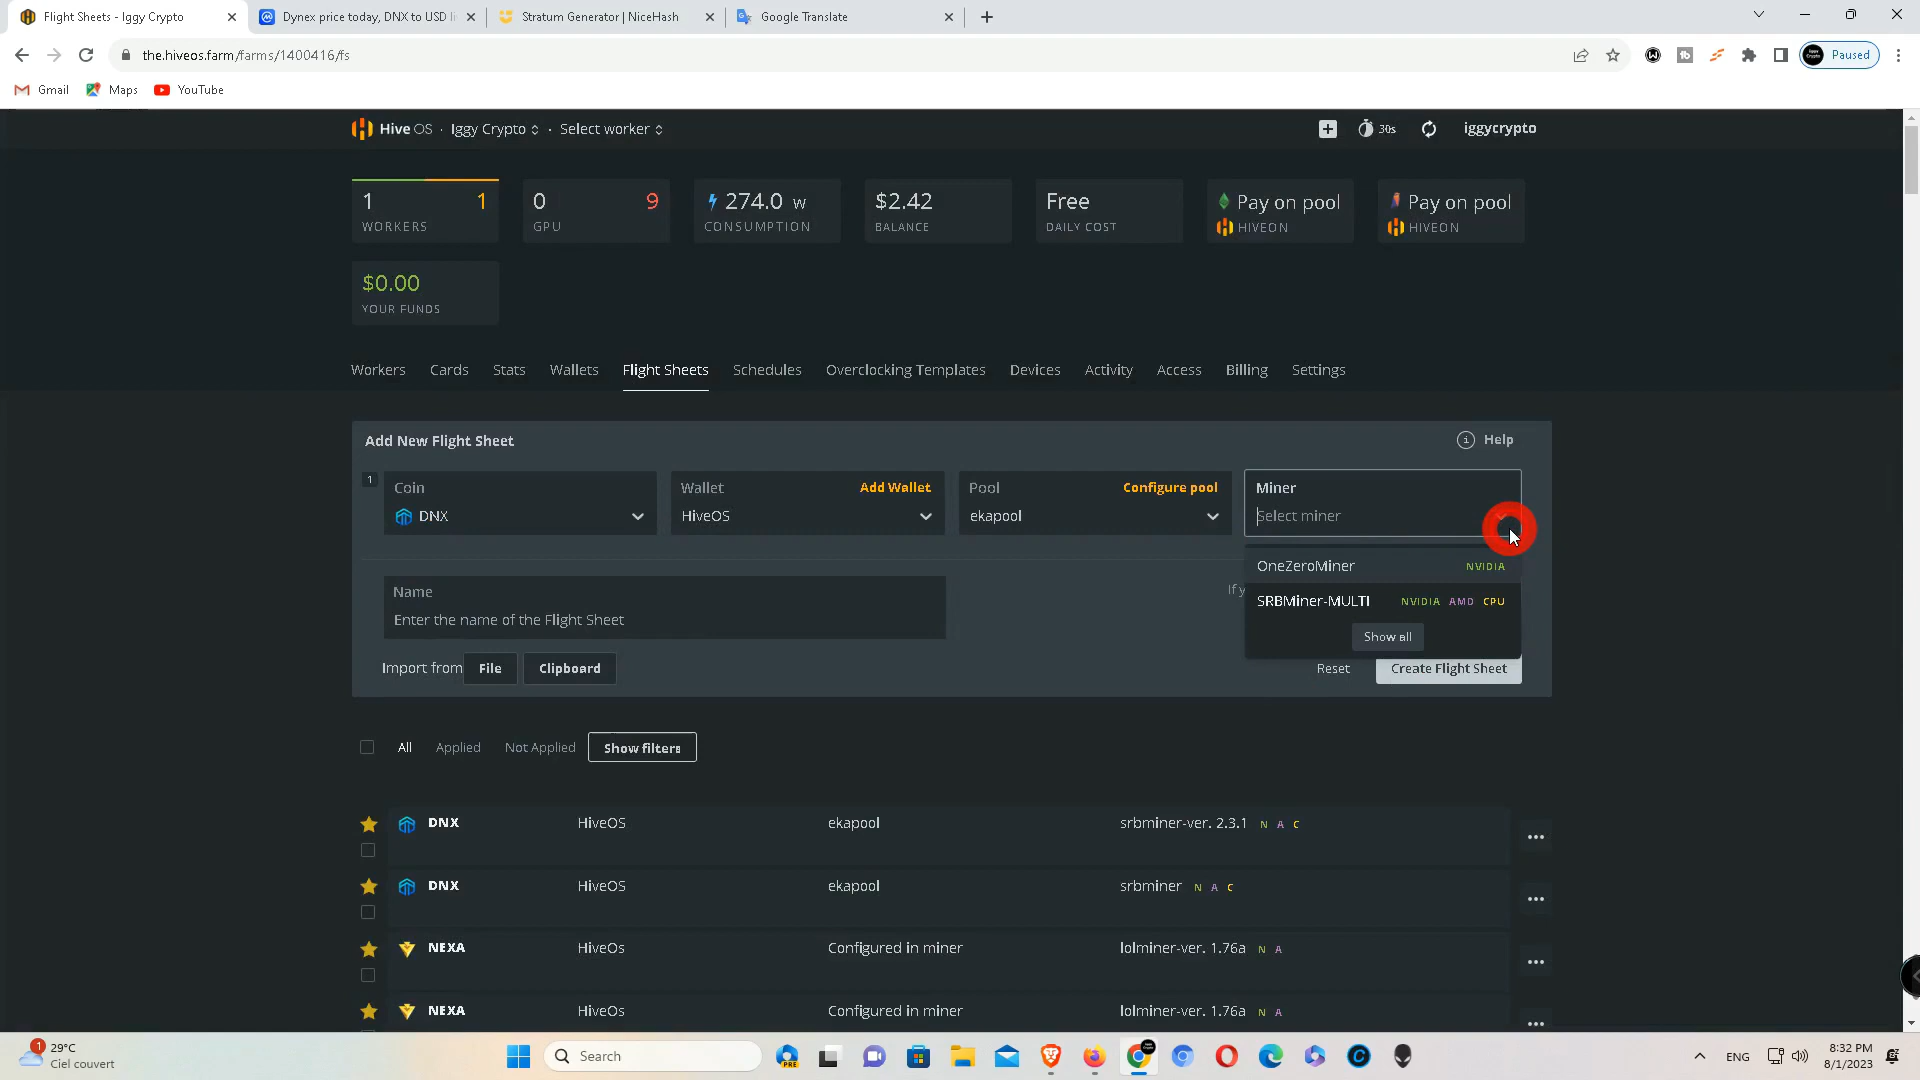 Flight Sheets - Iggy Crypto
Dynex price today, DNX to USD li
Stratum Generator | NiceHash
Google Translate
the.hiveos.farm/farms/1400416/fs
Paused
Gmail
Maps
YouTube
Hive OS · Iggy Crypto · Select worker
30s
iggycrypto
1 1
WORKERS
0 9
GPU
274.0 w
CONSUMPTION
$2.42
BALANCE
Free
DAILY COST
Pay on pool
HIVEON
Pay on pool
HIVEON
$0.00
YOUR FUNDS
Workers Cards Stats Wallets Flight Sheets Schedules Overclocking Templates Devices Activity Access Billing Settings
Add New Flight Sheet
Help
1
Coin
DNX
Wallet Add Wallet
HiveOS
Pool Configure pool
ekapool
Miner
Select miner
OneZeroMiner NVIDIA
SRBMiner-MULTI NVIDIA AMD CPU
Show all
Name
Enter the name of the Flight Sheet
If y
Import from File Clipboard
Reset Create Flight Sheet
All Applied Not Applied Show filters
DNX HiveOS ekapool srbminer-ver. 2.3.1 N A C
DNX HiveOS ekapool srbminer N A C
NEXA HiveOs Configured in miner lolminer-ver. 1.76a N A
NEXA HiveOs Configured in miner lolminer-ver. 1.76a N A
1
29°C
Ciel couvert
Search
PRE
ENG
8:32 PM
8/1/2023